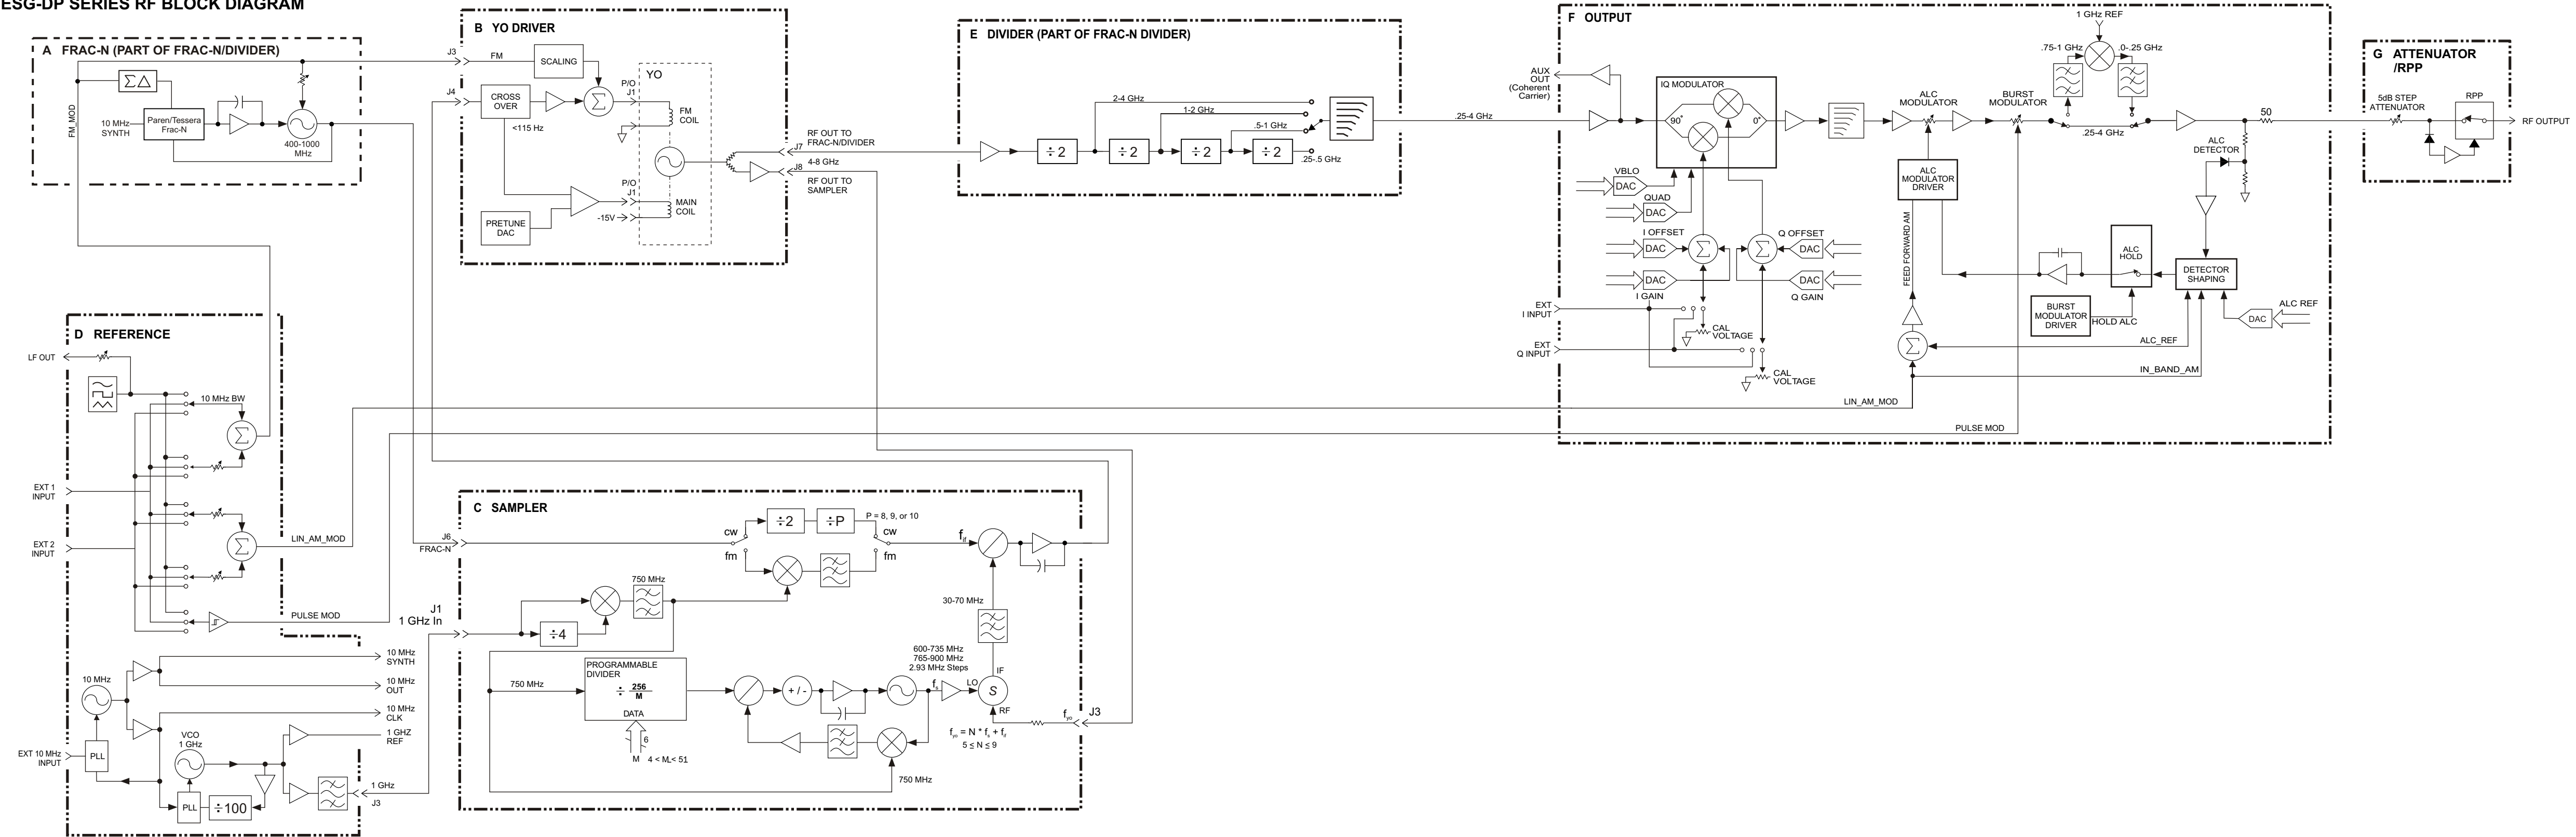 ESG-DP SERIES RF BLOCK DIAGRAM
A FRAC-N (PART OF FRAC-N/DIVIDER)
FM_MOD
ΣΔ
10 MHz
SYNTH
Paren/Tessera
Frac-N
400-1000
MHz
B YO DRIVER
J3
FM
SCALING
J4
CROSS
OVER
<115 Hz
Σ
P/O
J1
YO
FM
COIL
PRETUNE
DAC
P/O
J1
-15V
MAIN
COIL
RF OUT TO
FRAC-N/DIVIDER
J7
4-8 GHz
J8
RF OUT TO
SAMPLER
E DIVIDER (PART OF FRAC-N DIVIDER)
2-4 GHz
1-2 GHz
.5-1 GHz
.25-.5 GHz
÷2
÷2
÷2
÷2
.25-4 GHz
F OUTPUT
AUX
OUT
(Coherent
Carrier)
IQ MODULATOR
90°
0°
VBLO
DAC
QUAD
DAC
I OFFSET
DAC
Σ
Σ
Q OFFSET
DAC
DAC
I GAIN
DAC
Q GAIN
EXT
I INPUT
CAL
VOLTAGE
EXT
Q INPUT
CAL
VOLTAGE
ALC
MODULATOR
BURST
MODULATOR
ALC
MODULATOR
DRIVER
FEED FORWARD AM
1 GHz REF
.75-1 GHz
.0-.25 GHz
.25-4 GHz
50
ALC
DETECTOR
ALC
HOLD
DETECTOR
SHAPING
BURST
MODULATOR
DRIVER
HOLD ALC
ALC REF
DAC
Σ
ALC_REF
IN_BAND_AM
LIN_AM_MOD
PULSE MOD
G ATTENUATOR
/RPP
5dB STEP
ATTENUATOR
RPP
RF OUTPUT
D REFERENCE
LF OUT
10 MHz BW
Σ
EXT 1
INPUT
EXT 2
INPUT
Σ
LIN_AM_MOD
PULSE MOD
10 MHz
SYNTH
10 MHz
10 MHz
OUT
10 MHz
CLK
VCO
1 GHz
1 GHZ
REF
EXT 10 MHz
INPUT
PLL
PLL
÷100
1 GHz
J3
C SAMPLER
J6
FRAC-N
cw
fm
÷2
÷P
P = 8, 9, or 10
cw
fm
fif
750 MHz
J1
1 GHz In
÷4
30-70 MHz
PROGRAMMABLE
DIVIDER
÷ 256
M
DATA
750 MHz
6
M 4 < M < 51
+ / -
600-735 MHz
765-900 MHz
2.93 MHz Steps
fs
LO
IF
S
RF
fyo
J3
fyo = N * fs + fif
5 ≤ N ≤ 9
750 MHz